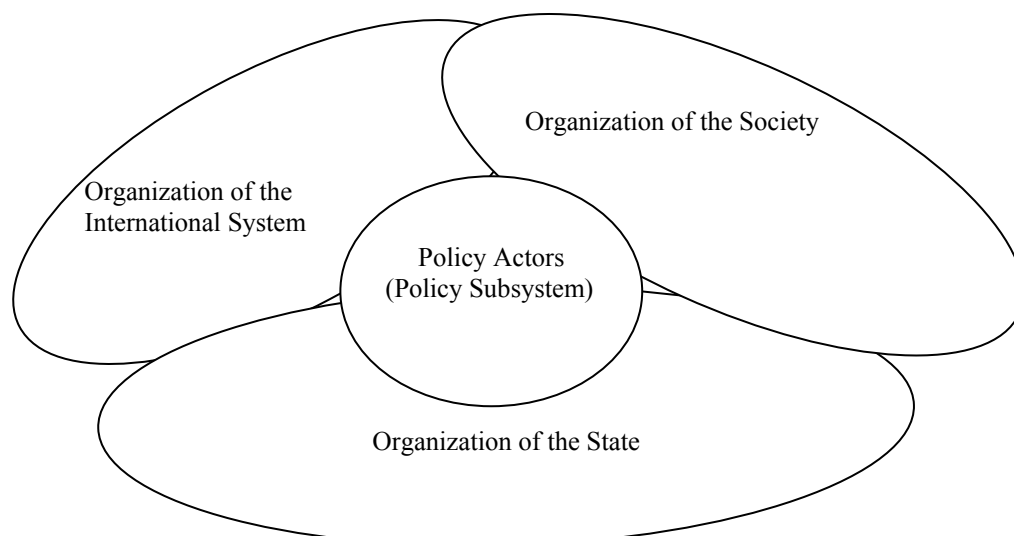 Organization of the Society
Organization of the
International System
Policy Actors
(Policy Subsystem)
Organization of the State